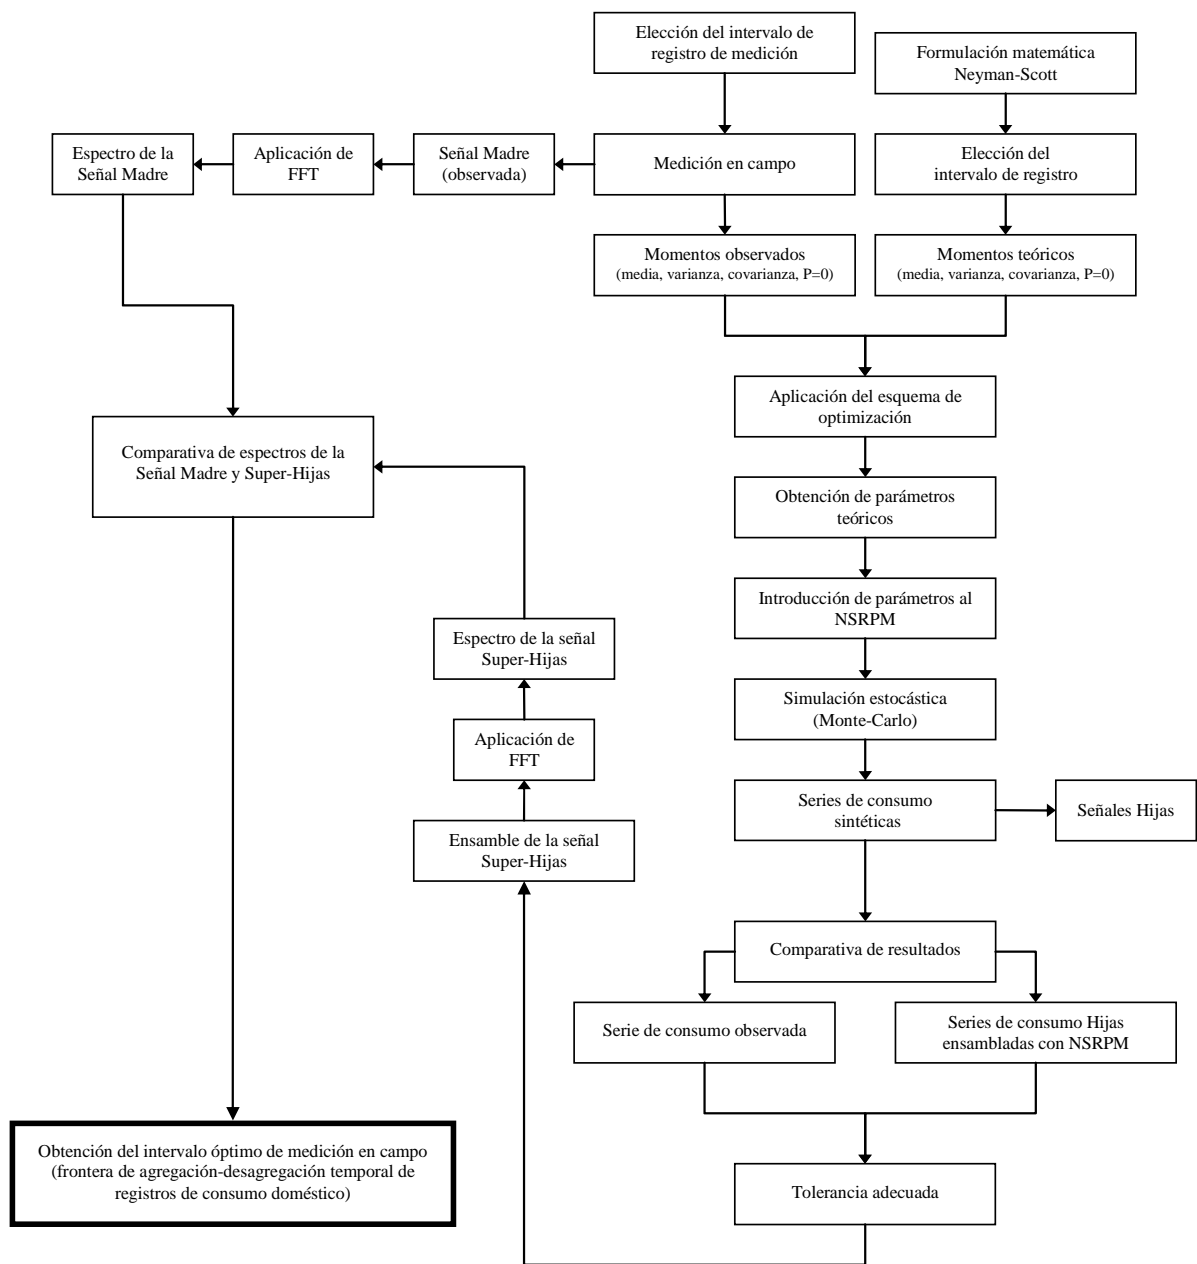 Elección del intervalo de
registro de medición
Formulación matemática
Neyman-Scott
Espectro de la
Señal Madre
Aplicación de
FFT
Señal Madre
(observada)
Medición en campo
Elección del
intervalo de registro
Momentos observados
(media, varianza, covarianza, P=0)
Momentos teóricos
(media, varianza, covarianza, P=0)
Aplicación del esquema de
optimización
Comparativa de espectros de la
Señal Madre y Super-Hijas
Obtención de parámetros
teóricos
Introducción de parámetros al
NSRPM
Espectro de la señal
Super-Hijas
Simulación estocástica
(Monte-Carlo)
Aplicación de
FFT
Series de consumo
sintéticas
Señales Hijas
Ensamble de la señal
Super-Hijas
Comparativa de resultados
Serie de consumo observada
Series de consumo Hijas
ensambladas con NSRPM
Obtención del intervalo óptimo de medición en campo
(frontera de agregación-desagregación temporal de
registros de consumo doméstico)
Tolerancia adecuada